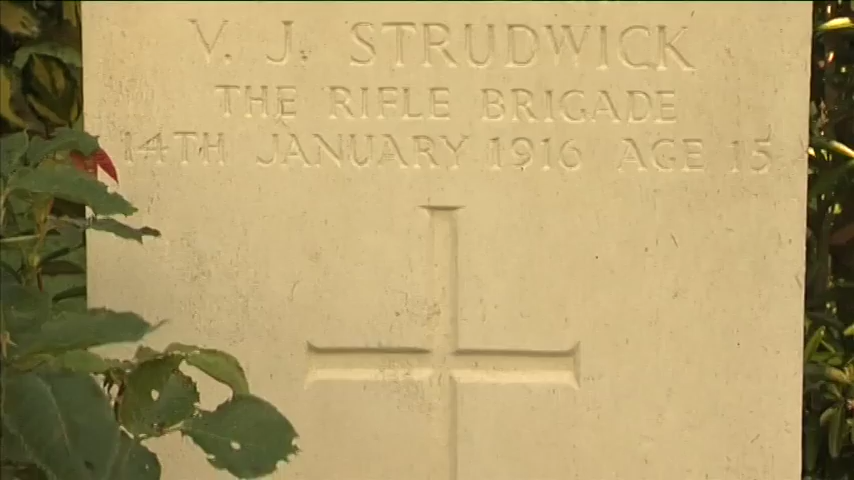 V. J. STRUDWICK
THE RIFLE BRIGADE
14TH JANUARY 1916 AGE 15